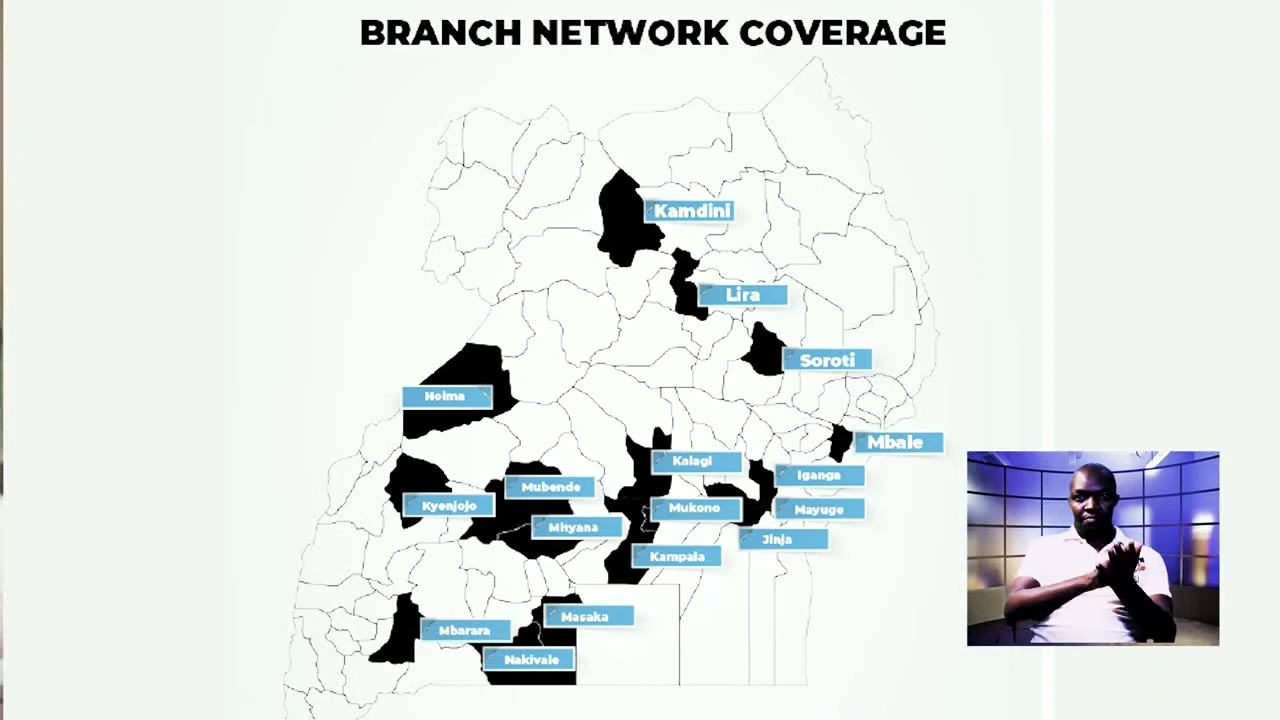 BRANCH NETWORK COVERAGE
Kamdini
Lira
Soroti
Hoima
Mbale
Kalagi
Iganga
Mubende
Kyenjojo
Mukono
Mayuge
Mityana
Jinja
Kampala
Masaka
Mbarara
Nakivale